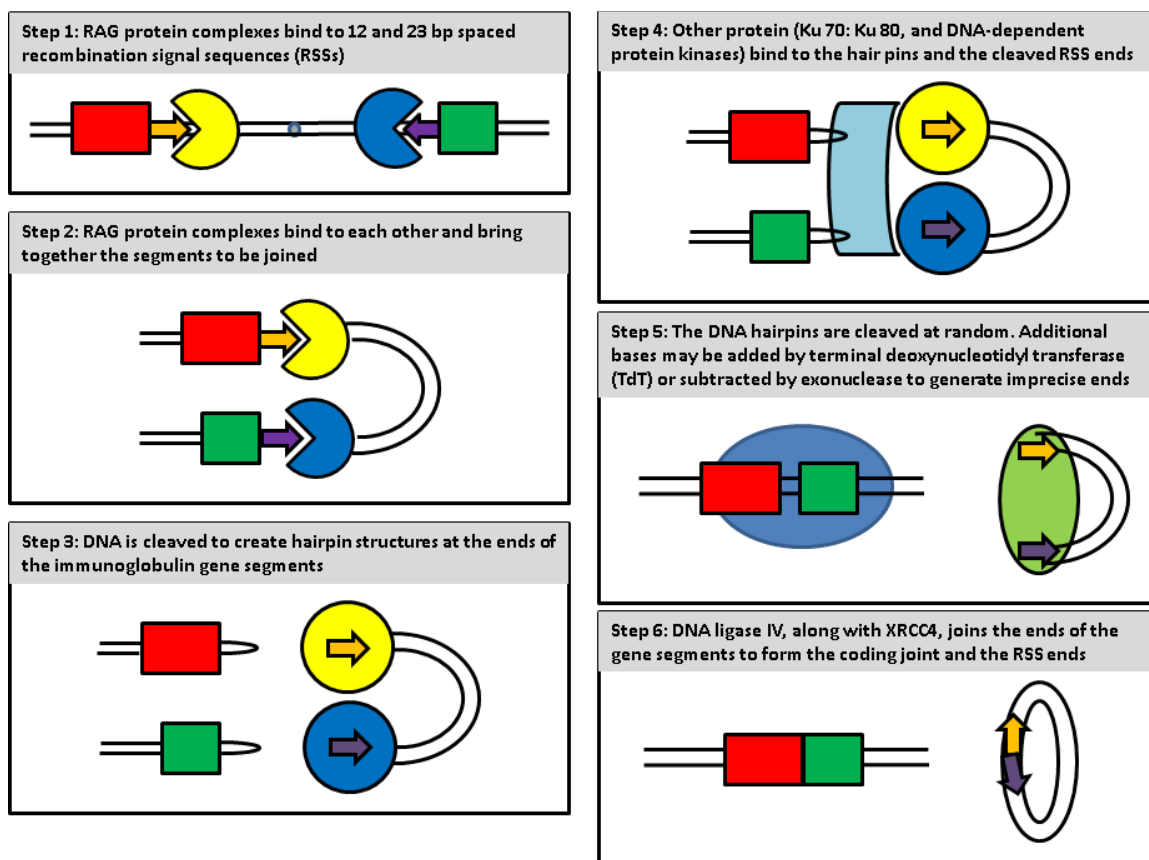 Step 1: RAG protein complexes bind to 12 and 23 bp spaced
recombination signal sequences (RSSs)
Step 2: RAG protein complexes bind to each other and bring
together the segments to be joined
Step 3: DNA is cleaved to create hairpin structures at the ends of
the immunoglobulin gene segments
Step 4: Other protein (Ku 70: Ku 80, and DNA-dependent
protein kinases) bind to the hair pins and the cleaved RSS ends
Step 5: The DNA hairpins are cleaved at random. Additional
bases may be added by terminal deoxynucleotidyl transferase
(TdT) or subtracted by exonuclease to generate imprecise ends
Step 6: DNA ligase IV, along with XRCC4, joins the ends of the
gene segments to form the coding joint and the RSS ends